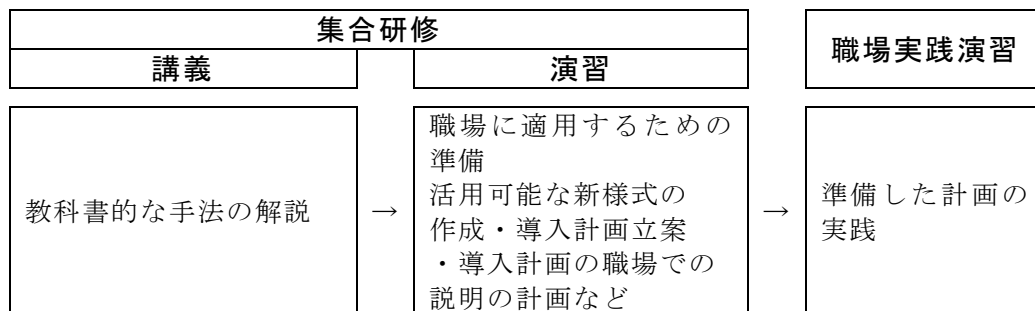 集合研修
職場実践演習
講義
演習
教科書的な手法の解説
→
職場に適用するための
準備
活用可能な新様式の
作成・導入計画立案
・導入計画の職場での
説明の計画など
→
準備した計画の
実践